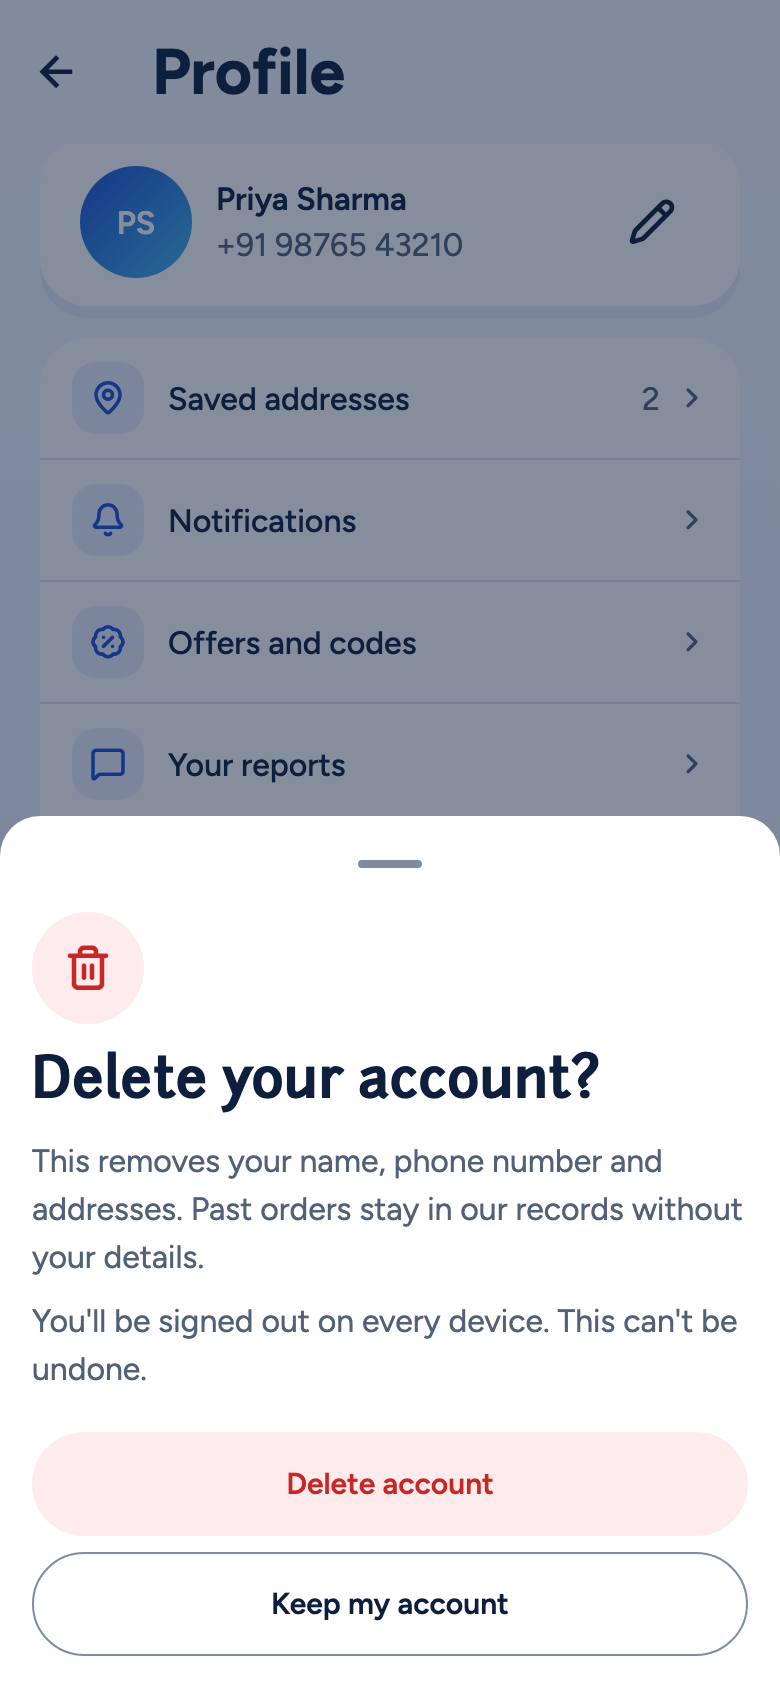 Profile
PS
Priya Sharma
+91 98765 43210
Saved addresses 2
Notifications
Offers and codes
Your reports
Delete your account?
This removes your name, phone number and
addresses. Past orders stay in our records without
your details.
You'll be signed out on every device. This can't be
undone.
Delete account
Keep my account